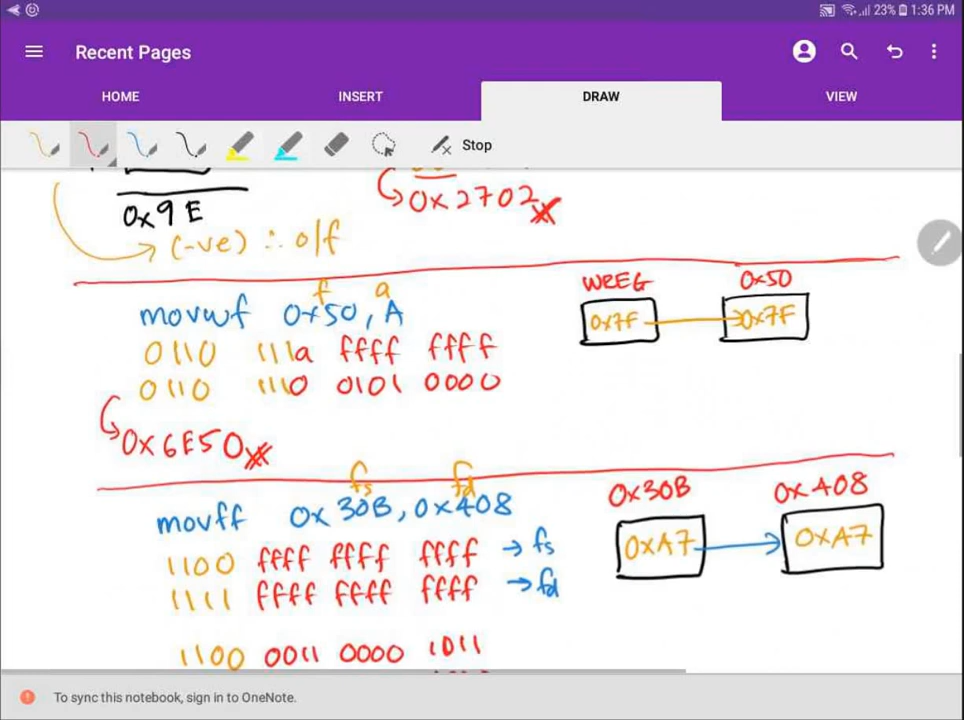 23% 1:36 PM
Recent Pages
HOME INSERT DRAW VIEW
Stop
0x9E
0x2702
(-ve) ∴ o/f
f a
movwf 0x50, A
0110 111a ffff ffff
0110 1110 0101 0000
0x6E50
WREG 0x50
0x7F 0x7F
fs fd
movff 0x30B, 0x408
1100 ffff ffff ffff → fs
1111 ffff ffff ffff → fd
1100 0011 0000 1011
0x30B 0x408
0xA7 0xA7
To sync this notebook, sign in to OneNote.